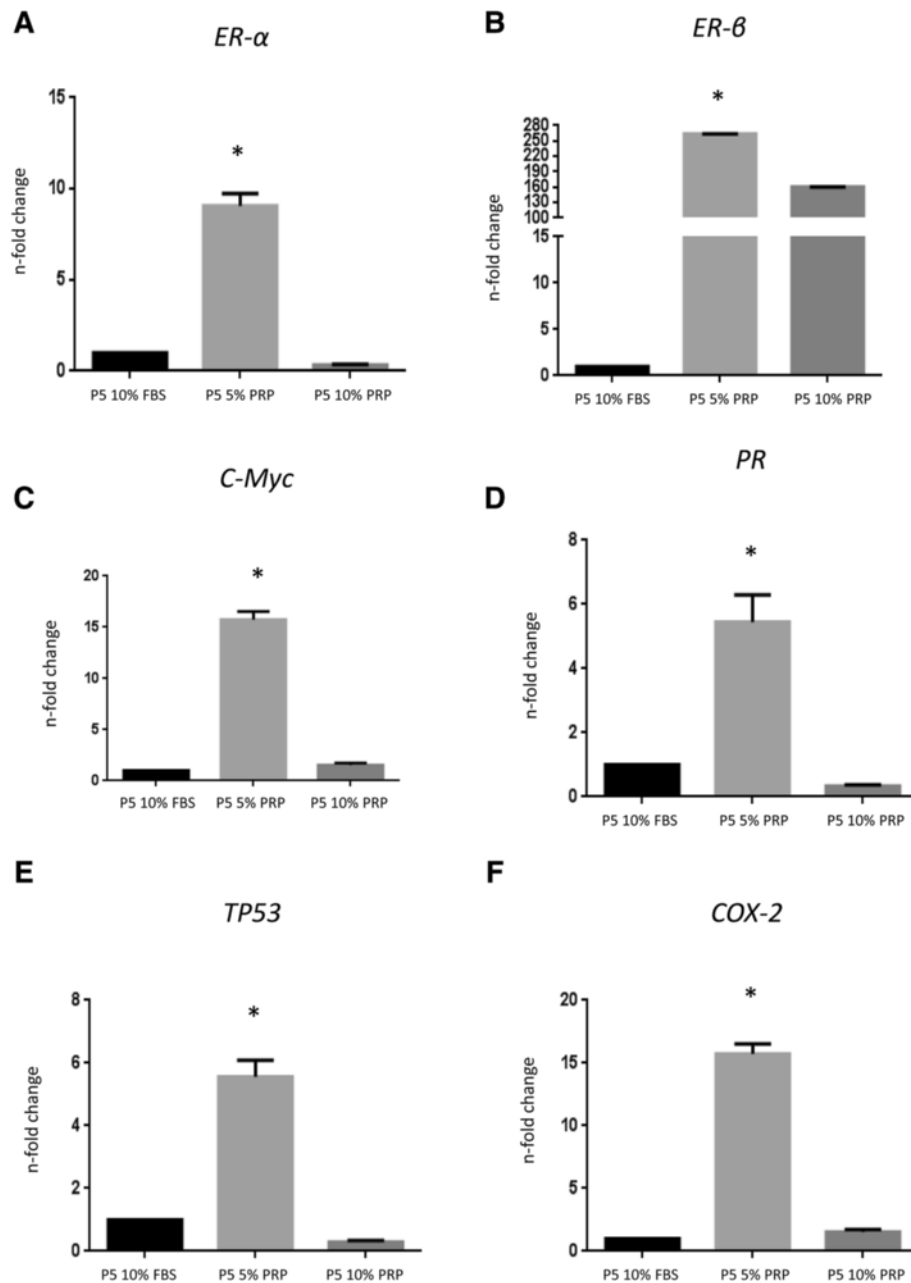 A
ER-α
15
10
5
0
n-fold change
*
P5 10% FBS
P5 5% PRP
P5 10% PRP
B
ER-β
280
260
220
190
160
130
100
15
10
5
0
n-fold change
*
P5 10% FBS
P5 5% PRP
P5 10% PRP
C
C-Myc
20
15
10
5
0
n-fold change
*
P5 10% FBS
P5 5% PRP
P5 10% PRP
D
PR
8
6
4
2
0
n-fold change
*
P5 10% FBS
P5 5% PRP
P5 10% PRP
E
TP53
8
6
4
2
0
n-fold change
*
P5 10% FBS
P5 5% PRP
P5 10% PRP
F
COX-2
20
15
10
5
0
n-fold change
*
P5 10% FBS
P5 5% PRP
P5 10% PRP